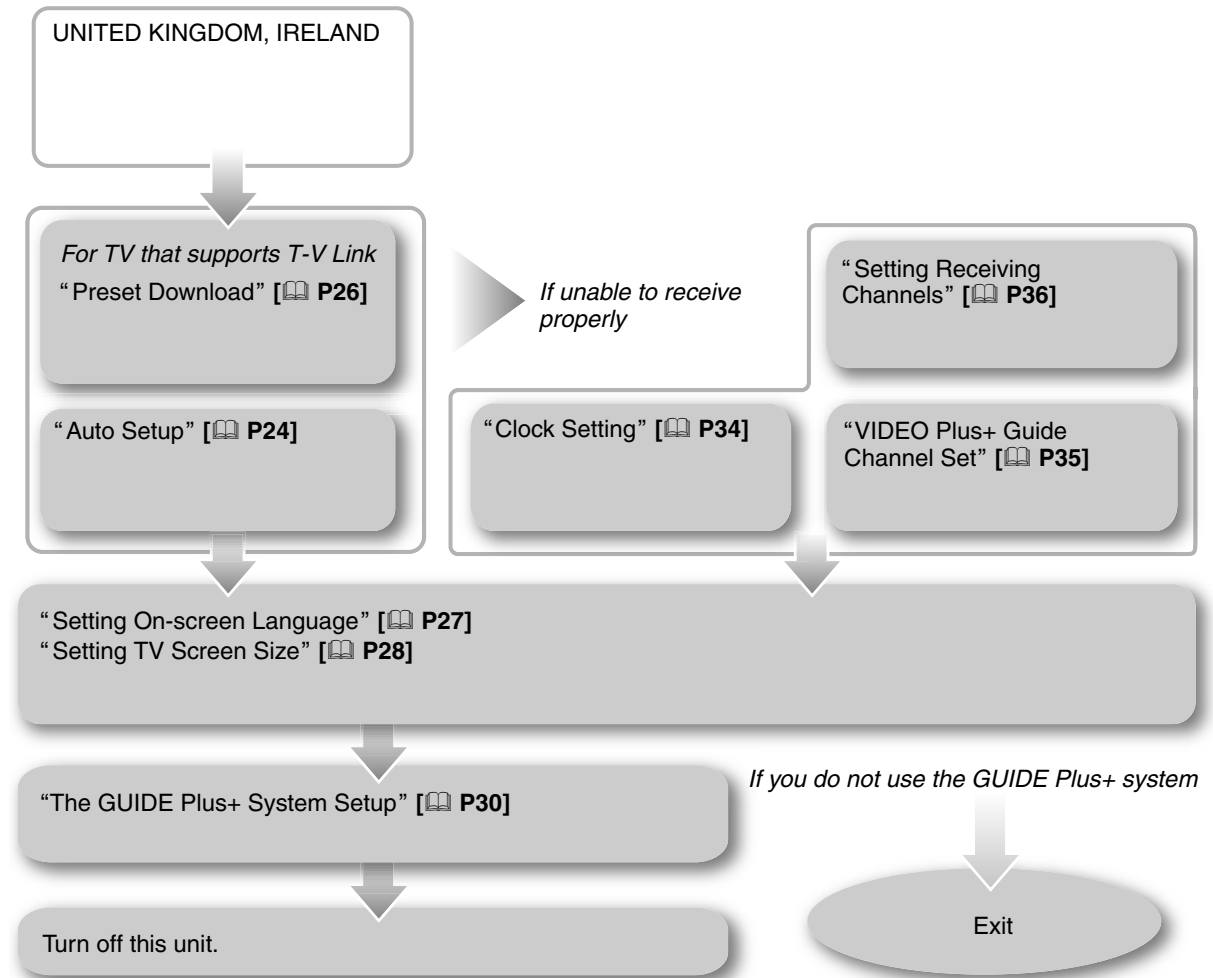 UNITED KINGDOM, IRELAND
For TV that supports T-V Link
“Preset Download” [📖 P26]
“Auto Setup” [📖 P24]
If unable to receive
properly
“Setting Receiving
Channels” [📖 P36]
“Clock Setting” [📖 P34]
“VIDEO Plus+ Guide
Channel Set” [📖 P35]
“Setting On-screen Language” [📖 P27]
“Setting TV Screen Size” [📖 P28]
“The GUIDE Plus+ System Setup” [📖 P30]
If you do not use the GUIDE Plus+ system
Exit
Turn off this unit.